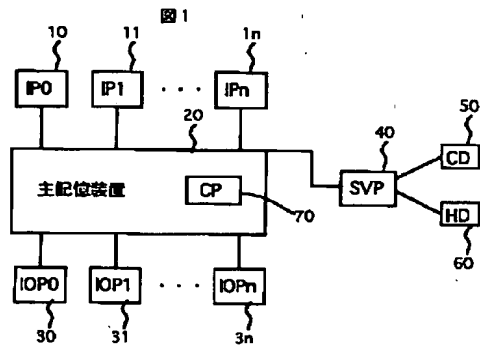 図1
10 11 1n
IP0 IP1 ··· IPn
20
主記憶装置 CP
70
40
SVP
50
CD
HD
60
IOP0 IOP1 ··· IOPn
30 31 3n